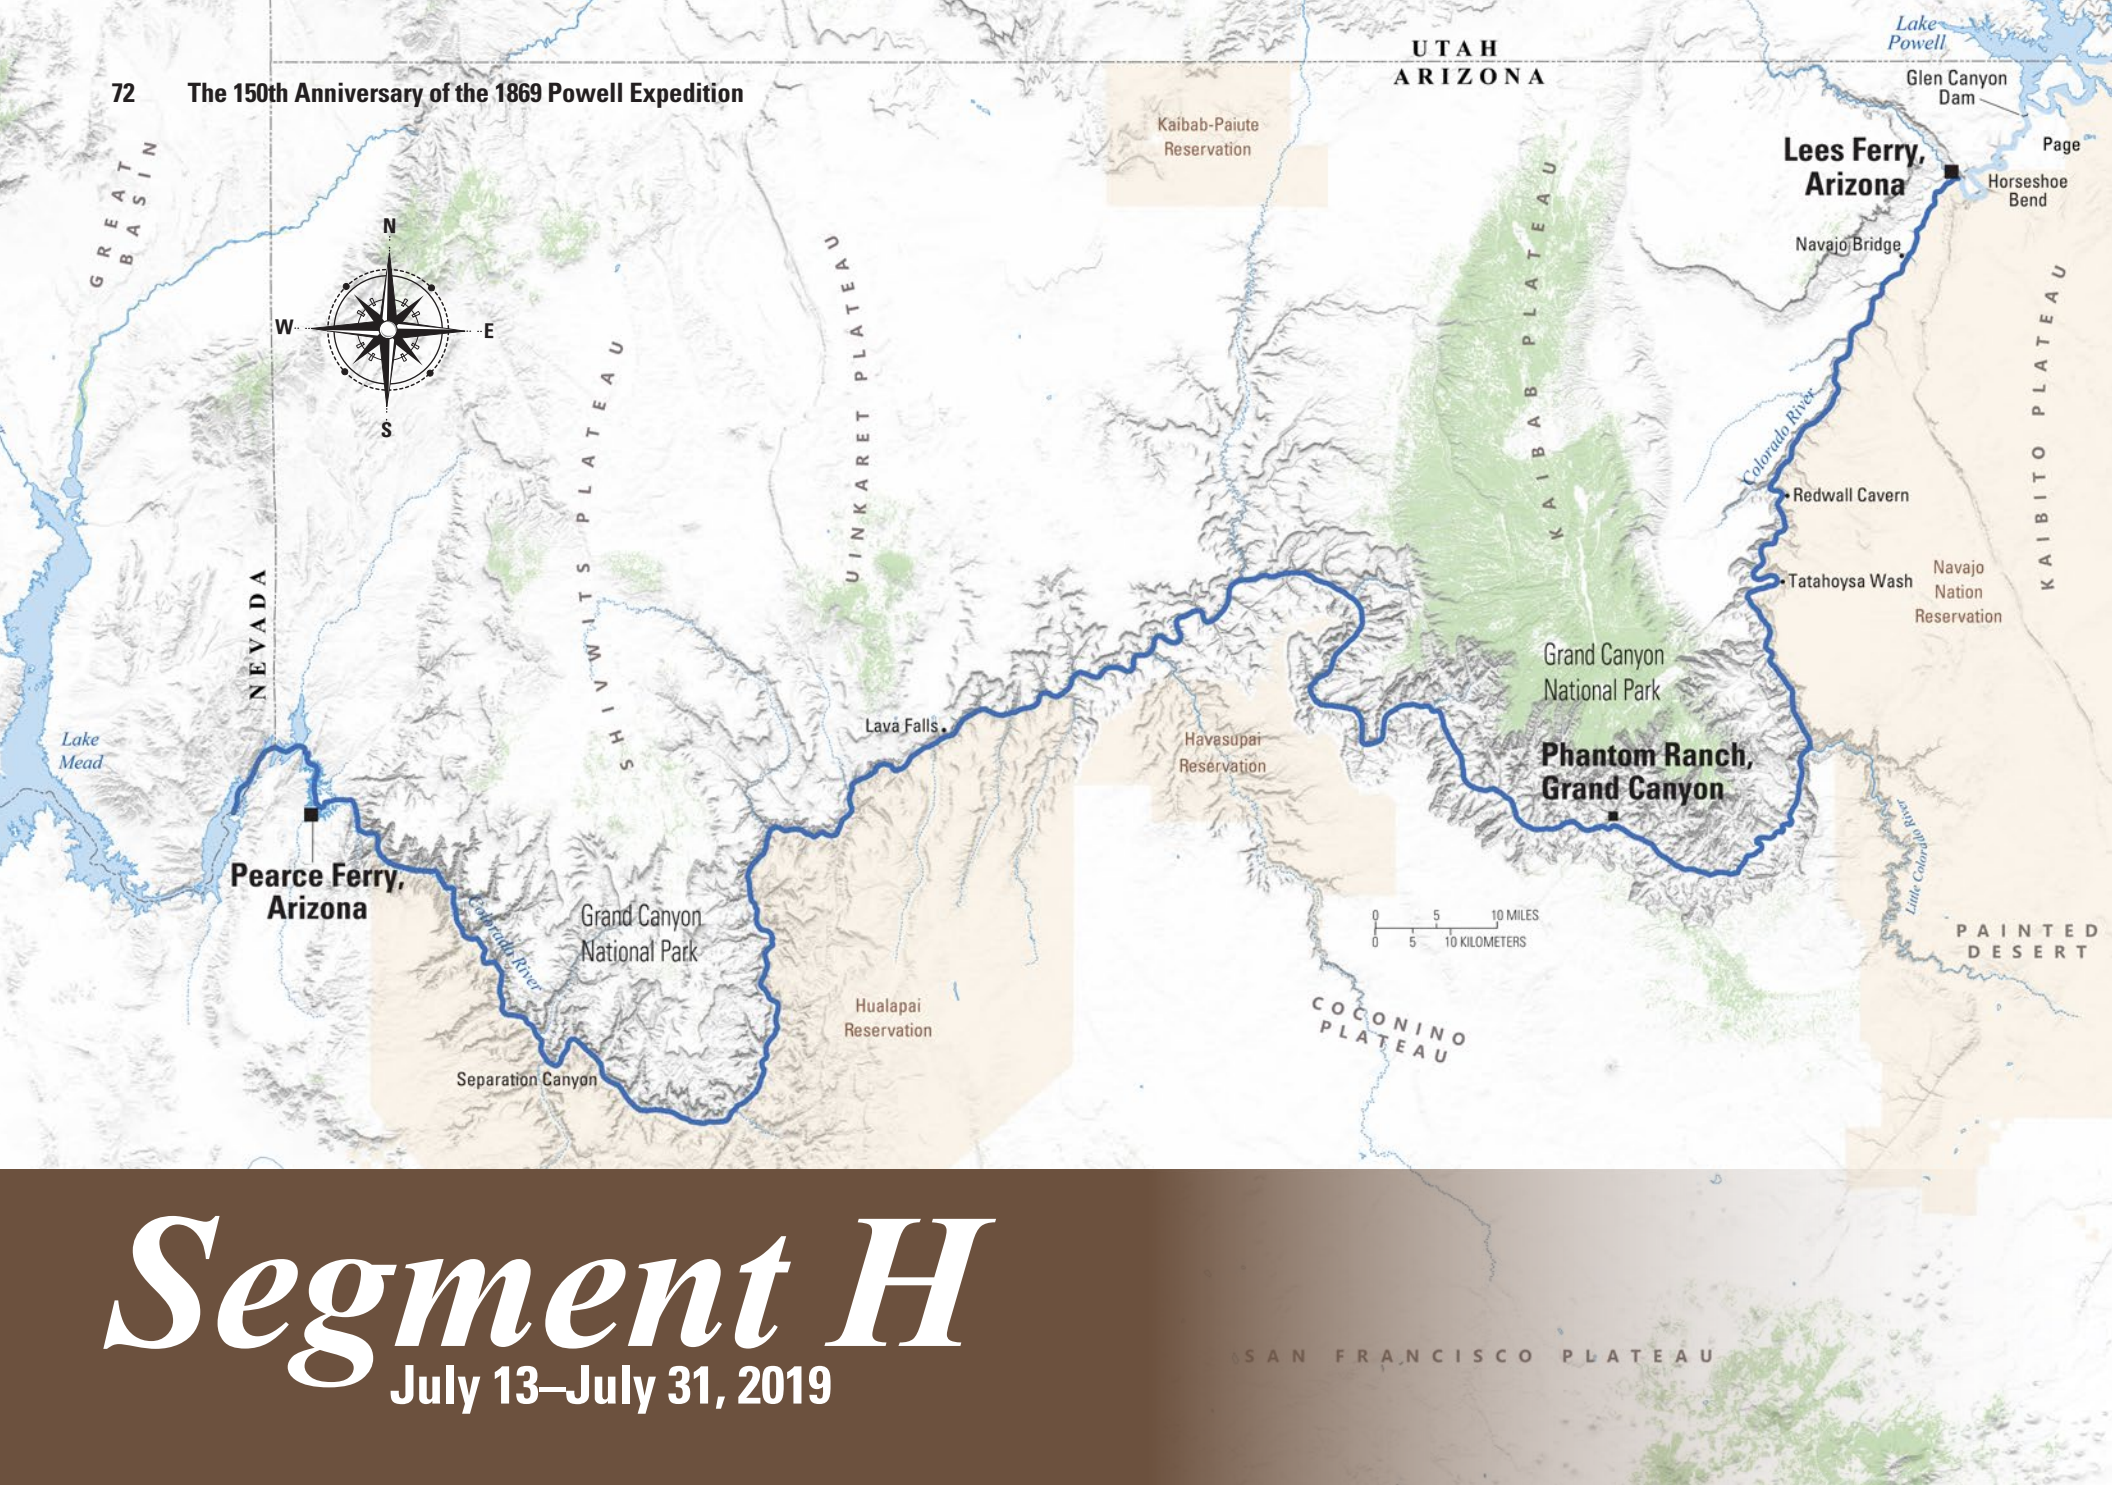 72 The 150th Anniversary of the 1869 Powell Expedition
UTAH
ARIZONA
Lake
Powell
Glen Canyon
Dam
Page
Lees Ferry,
Arizona
Horseshoe
Bend
Navajo Bridge
Kaibab-Paiute
Reservation
GREAT
BASIN
N
W
E
S
NEVADA
SHIVWITS PLATEAU
UINKARET PLATEAU
KAIBAB PLATEAU
KAIBITO PLATEAU
Colorado River
Redwall Cavern
Tatahoysa Wash
Navajo
Nation
Reservation
Grand Canyon
National Park
Phantom Ranch,
Grand Canyon
Lava Falls
Havasupai
Reservation
Lake
Mead
Pearce Ferry,
Arizona
Colorado River
Grand Canyon
National Park
Hualapai
Reservation
Separation Canyon
Little Colorado River
PAINTED
DESERT
0 5 10 MILES
0 5 10 KILOMETERS
COCONINO
PLATEAU
SAN FRANCISCO PLATEAU
Segment H
July 13–July 31, 2019